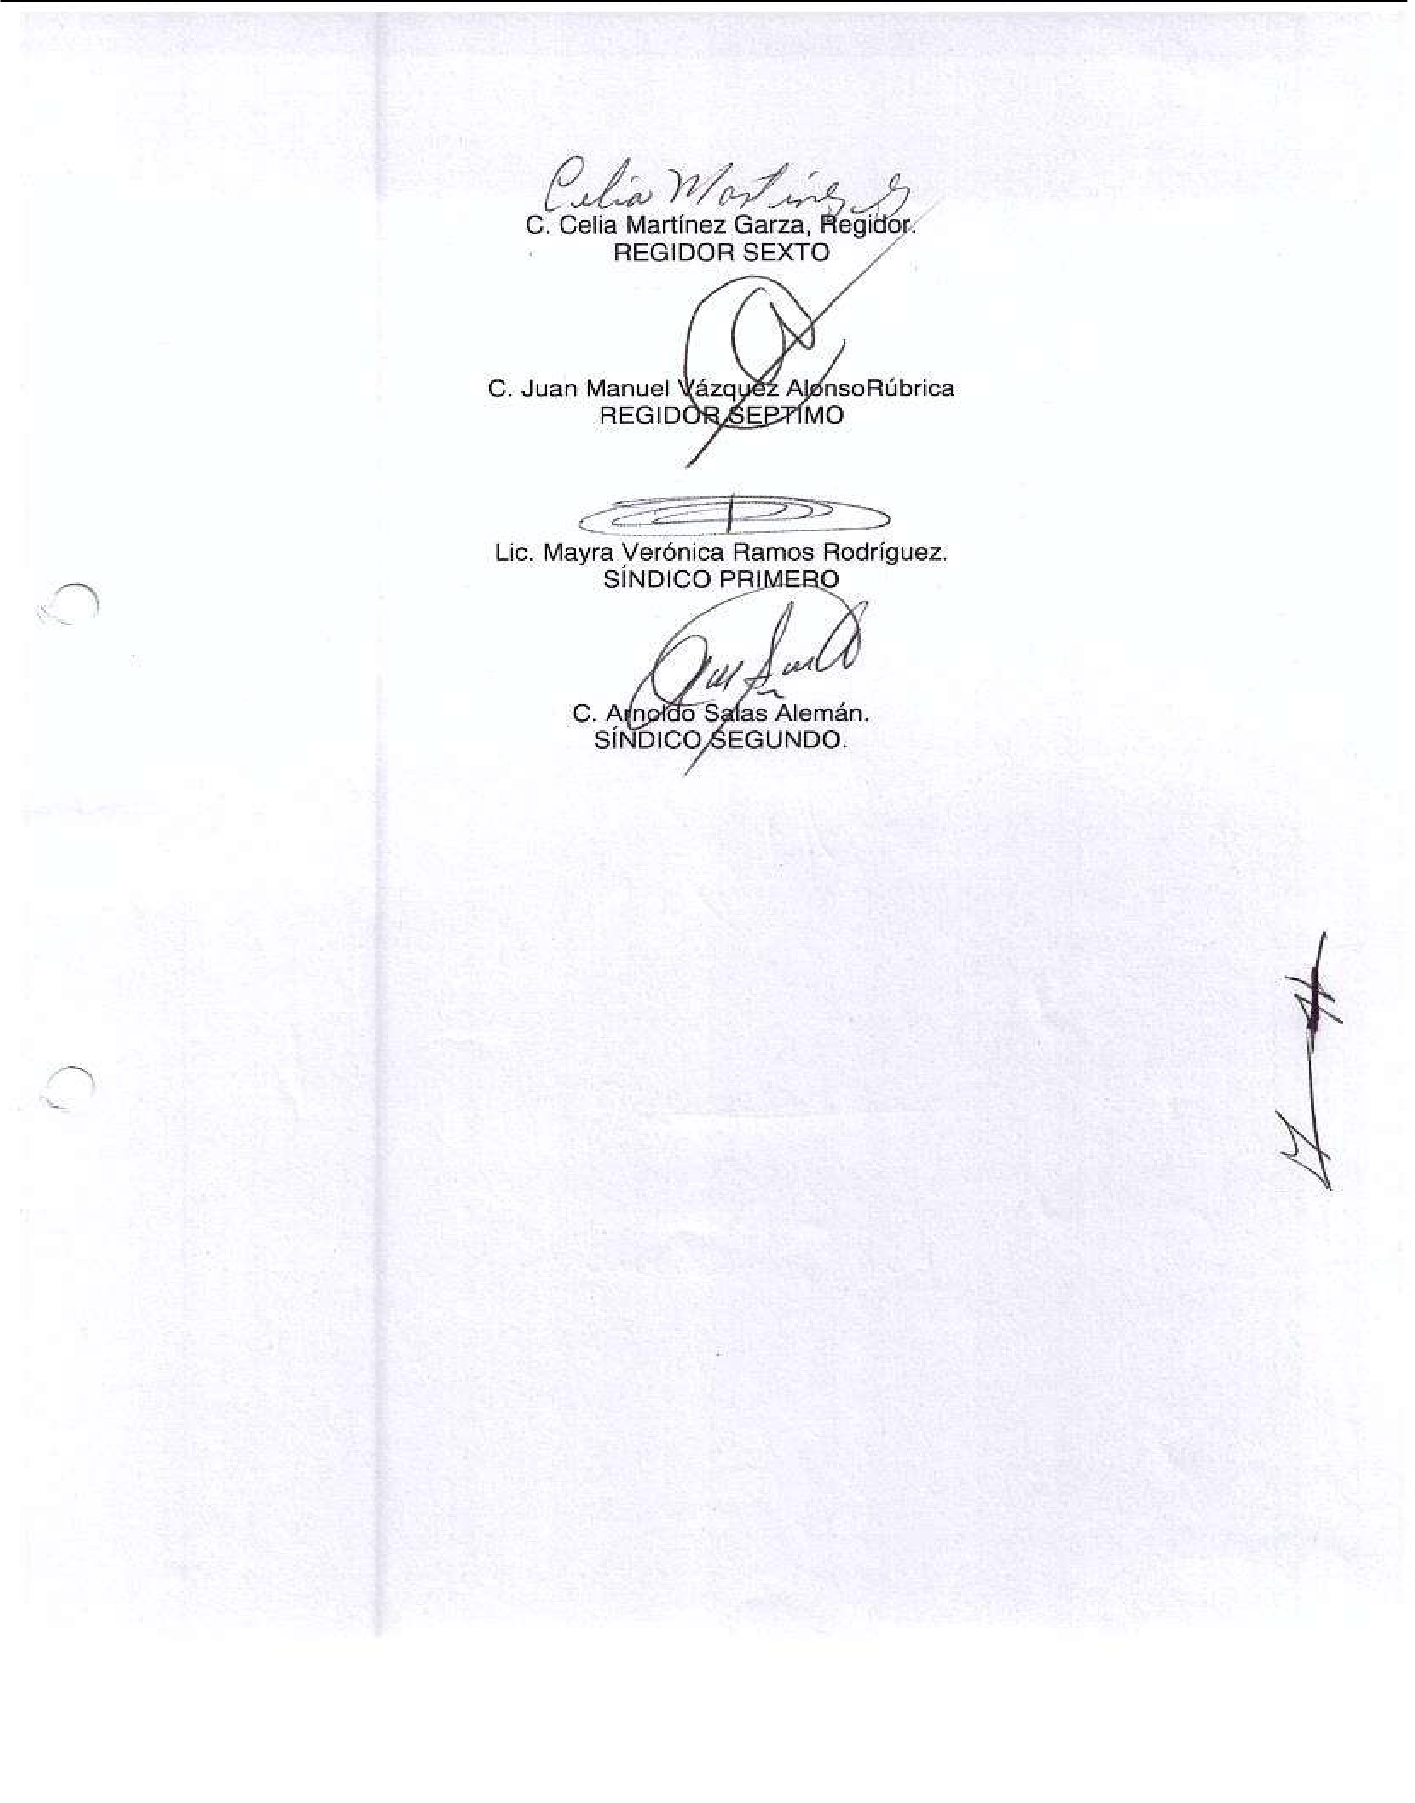 Celia Martínez G
C. Celia Martínez Garza, Regidor.
REGIDOR SEXTO
C. Juan Manuel Vázquez AlonsoRúbrica
REGIDOR SEPTIMO
Lic. Mayra Verónica Ramos Rodríguez.
SÍNDICO PRIMERO
C. Arnoldo Salas Alemán.
SÍNDICO SEGUNDO.